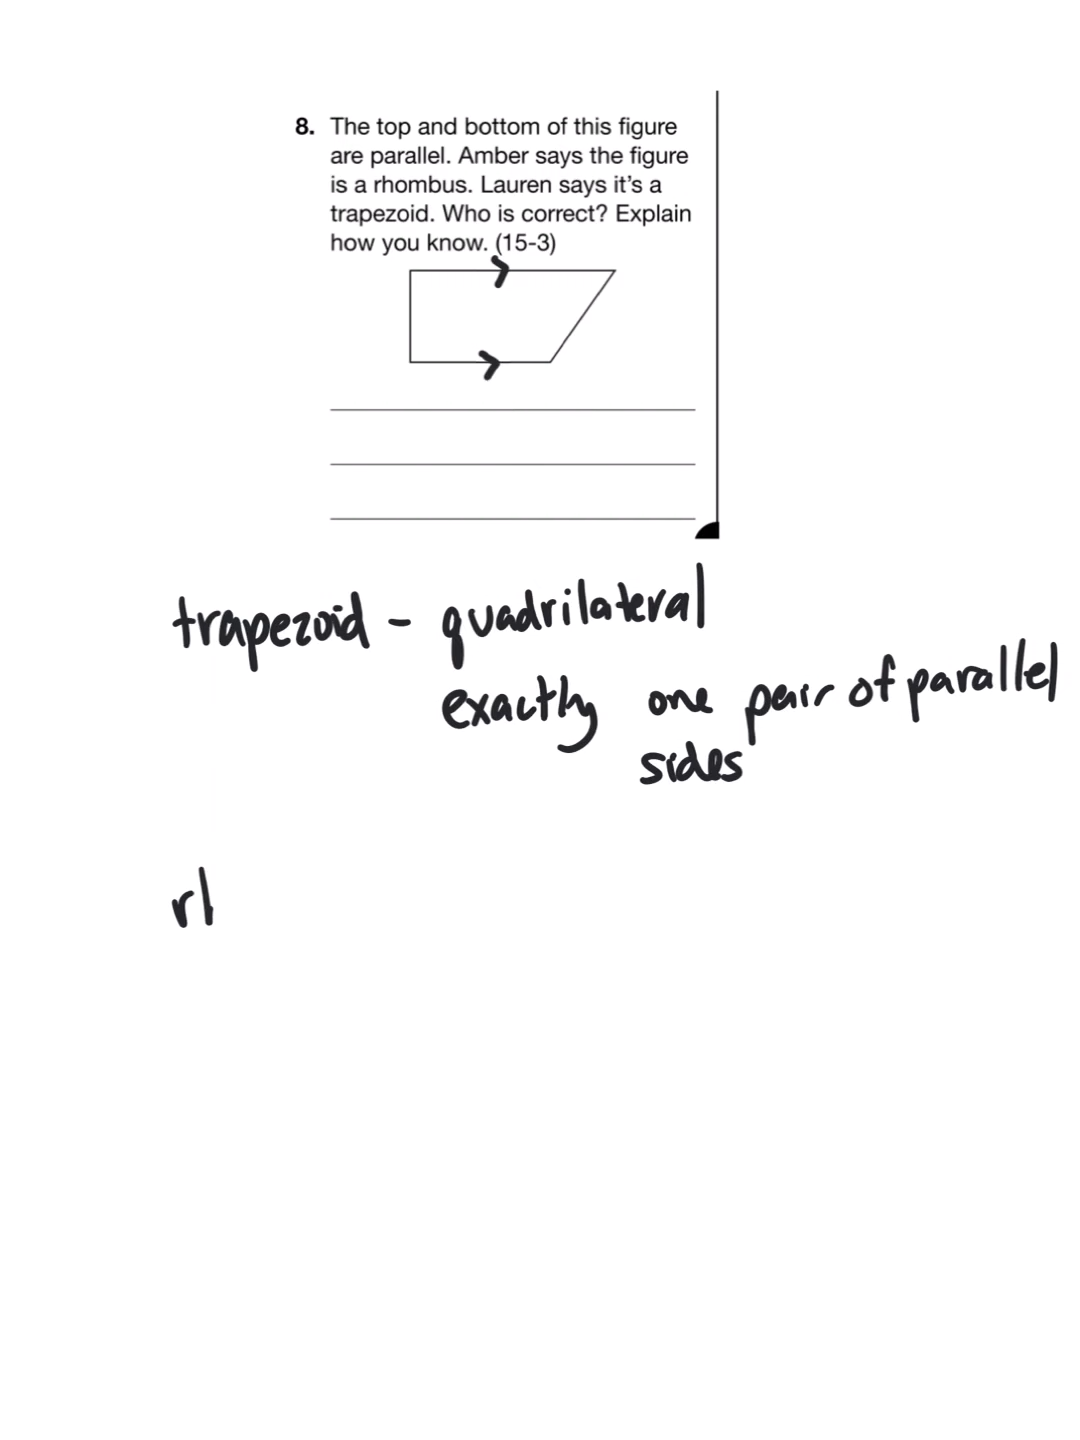 8. The top and bottom of this figure
are parallel. Amber says the figure
is a rhombus. Lauren says it's a
trapezoid. Who is correct? Explain
how you know. (15-3)
trapezoid - quadrilateral
exactly one pair of parallel
sides
rh